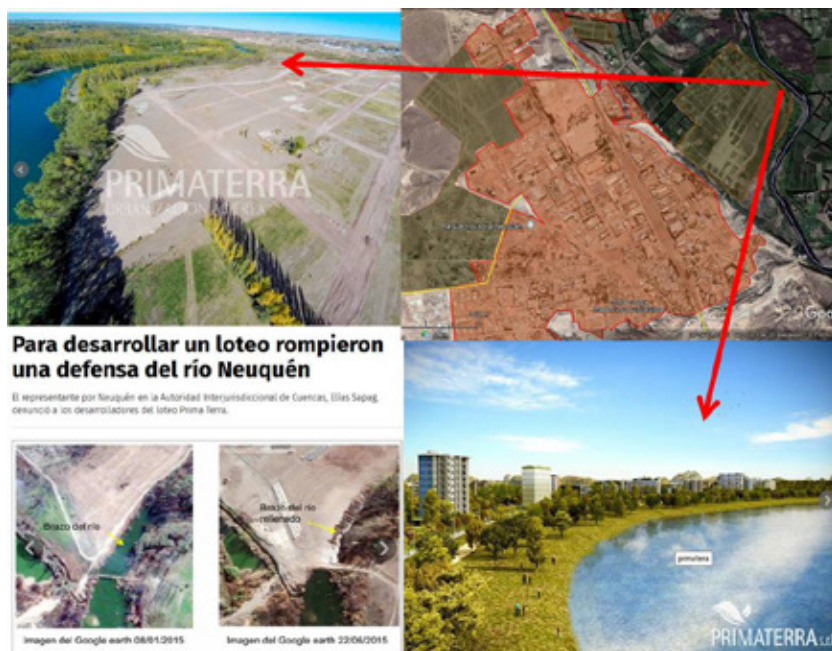 PRIMATERRA
Para desarrollar un loteo rompieron
una defensa del río Neuquén
El representante por Neuquén en la Autoridad Interjurisdiccional de Cuencas, Elías Sapag,
denunció a los desarrolladores del loteo Prima Terra.
Brazo del río
Brazo del río
rellenado
Imagen del Google earth 08/01/2015
Imagen del Google earth 22/06/2015
primaterra
PRIMATERRA s.r.l